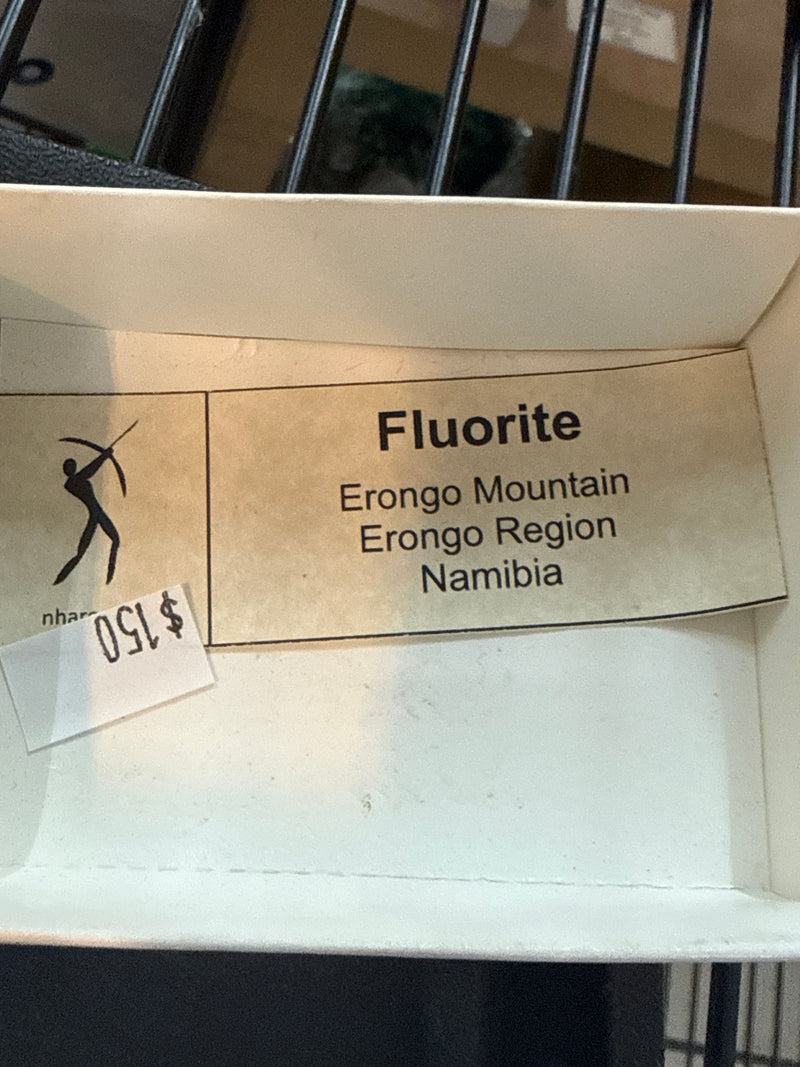 Fluorite
Erongo Mountain
Erongo Region
Namibia
$150